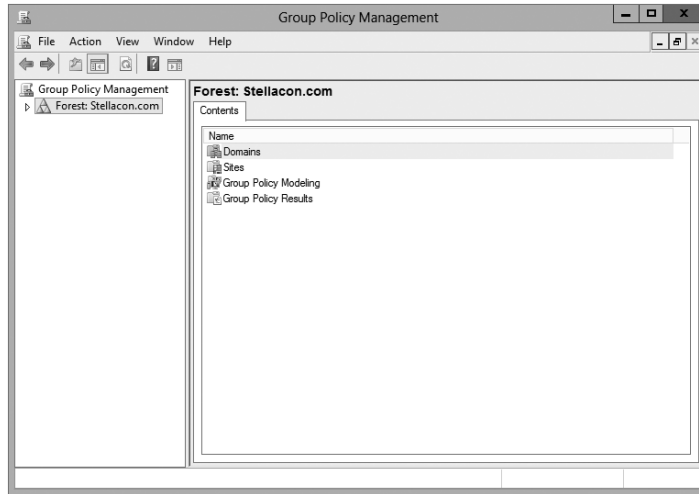 Group Policy Management
File Action View Window Help
Group Policy Management
Forest: Stellacon.com
Forest: Stellacon.com
Contents
Name
Domains
Sites
Group Policy Modeling
Group Policy Results